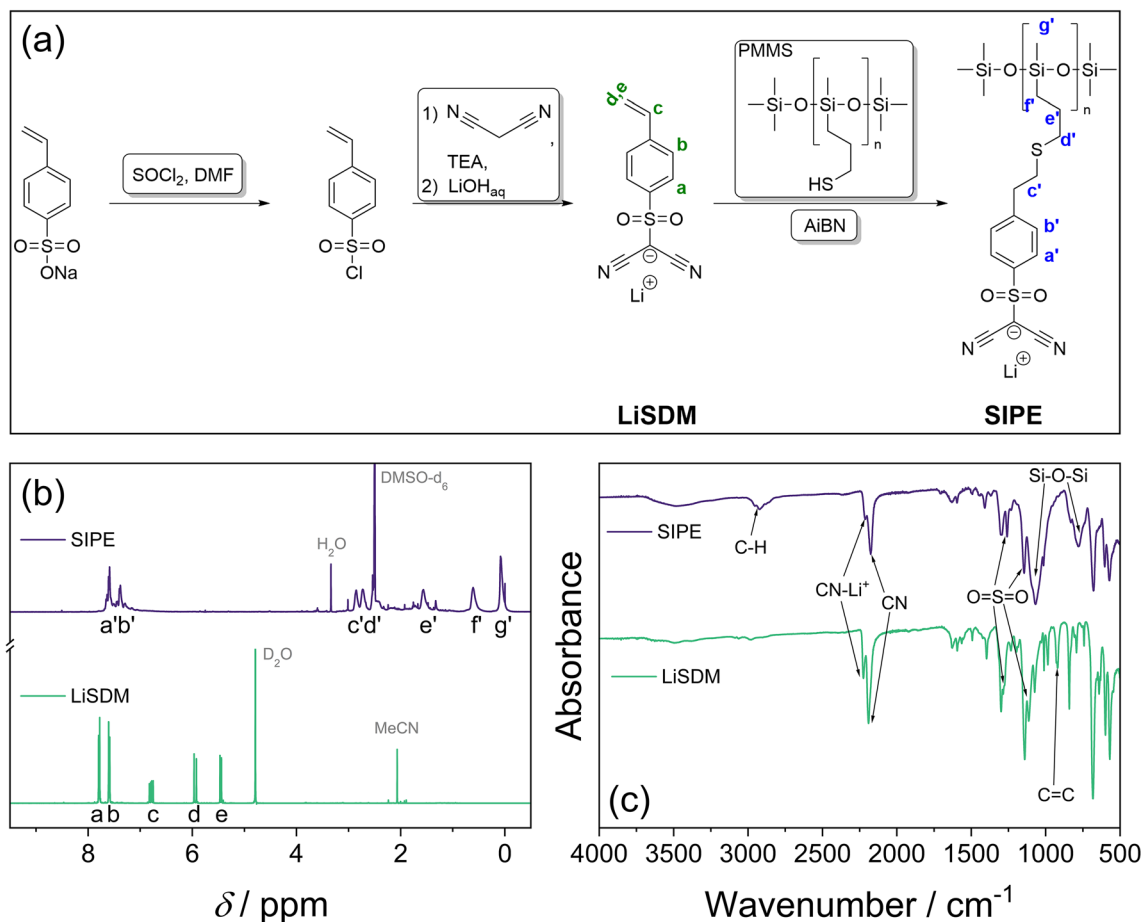 (a)
SOCl2, DMF
O=S=O
ONa
O=S=O
Cl
1) N N ,
TEA,
2) LiOHaq
d,e
c
b
a
O=S=O
N − N
Li +
LiSDM
PMMS
Si O Si O Si
n
HS
AiBN
g'
Si O Si O Si
n
f'
e'
d'
S
c'
b'
a'
O=S=O
N − N
Li +
SIPE
(b)
DMSO-d6
SIPE
H2O
a' b' c' d' e' f' g'
D2O
LiSDM
MeCN
a b c d e
8 6 4 2 0
δ / ppm
Absorbance
Si-O-Si
SIPE
C-H
CN-Li+
CN
O=S=O
LiSDM
C=C
(c)
4000 3500 3000 2500 2000 1500 1000 500
Wavenumber / cm-1